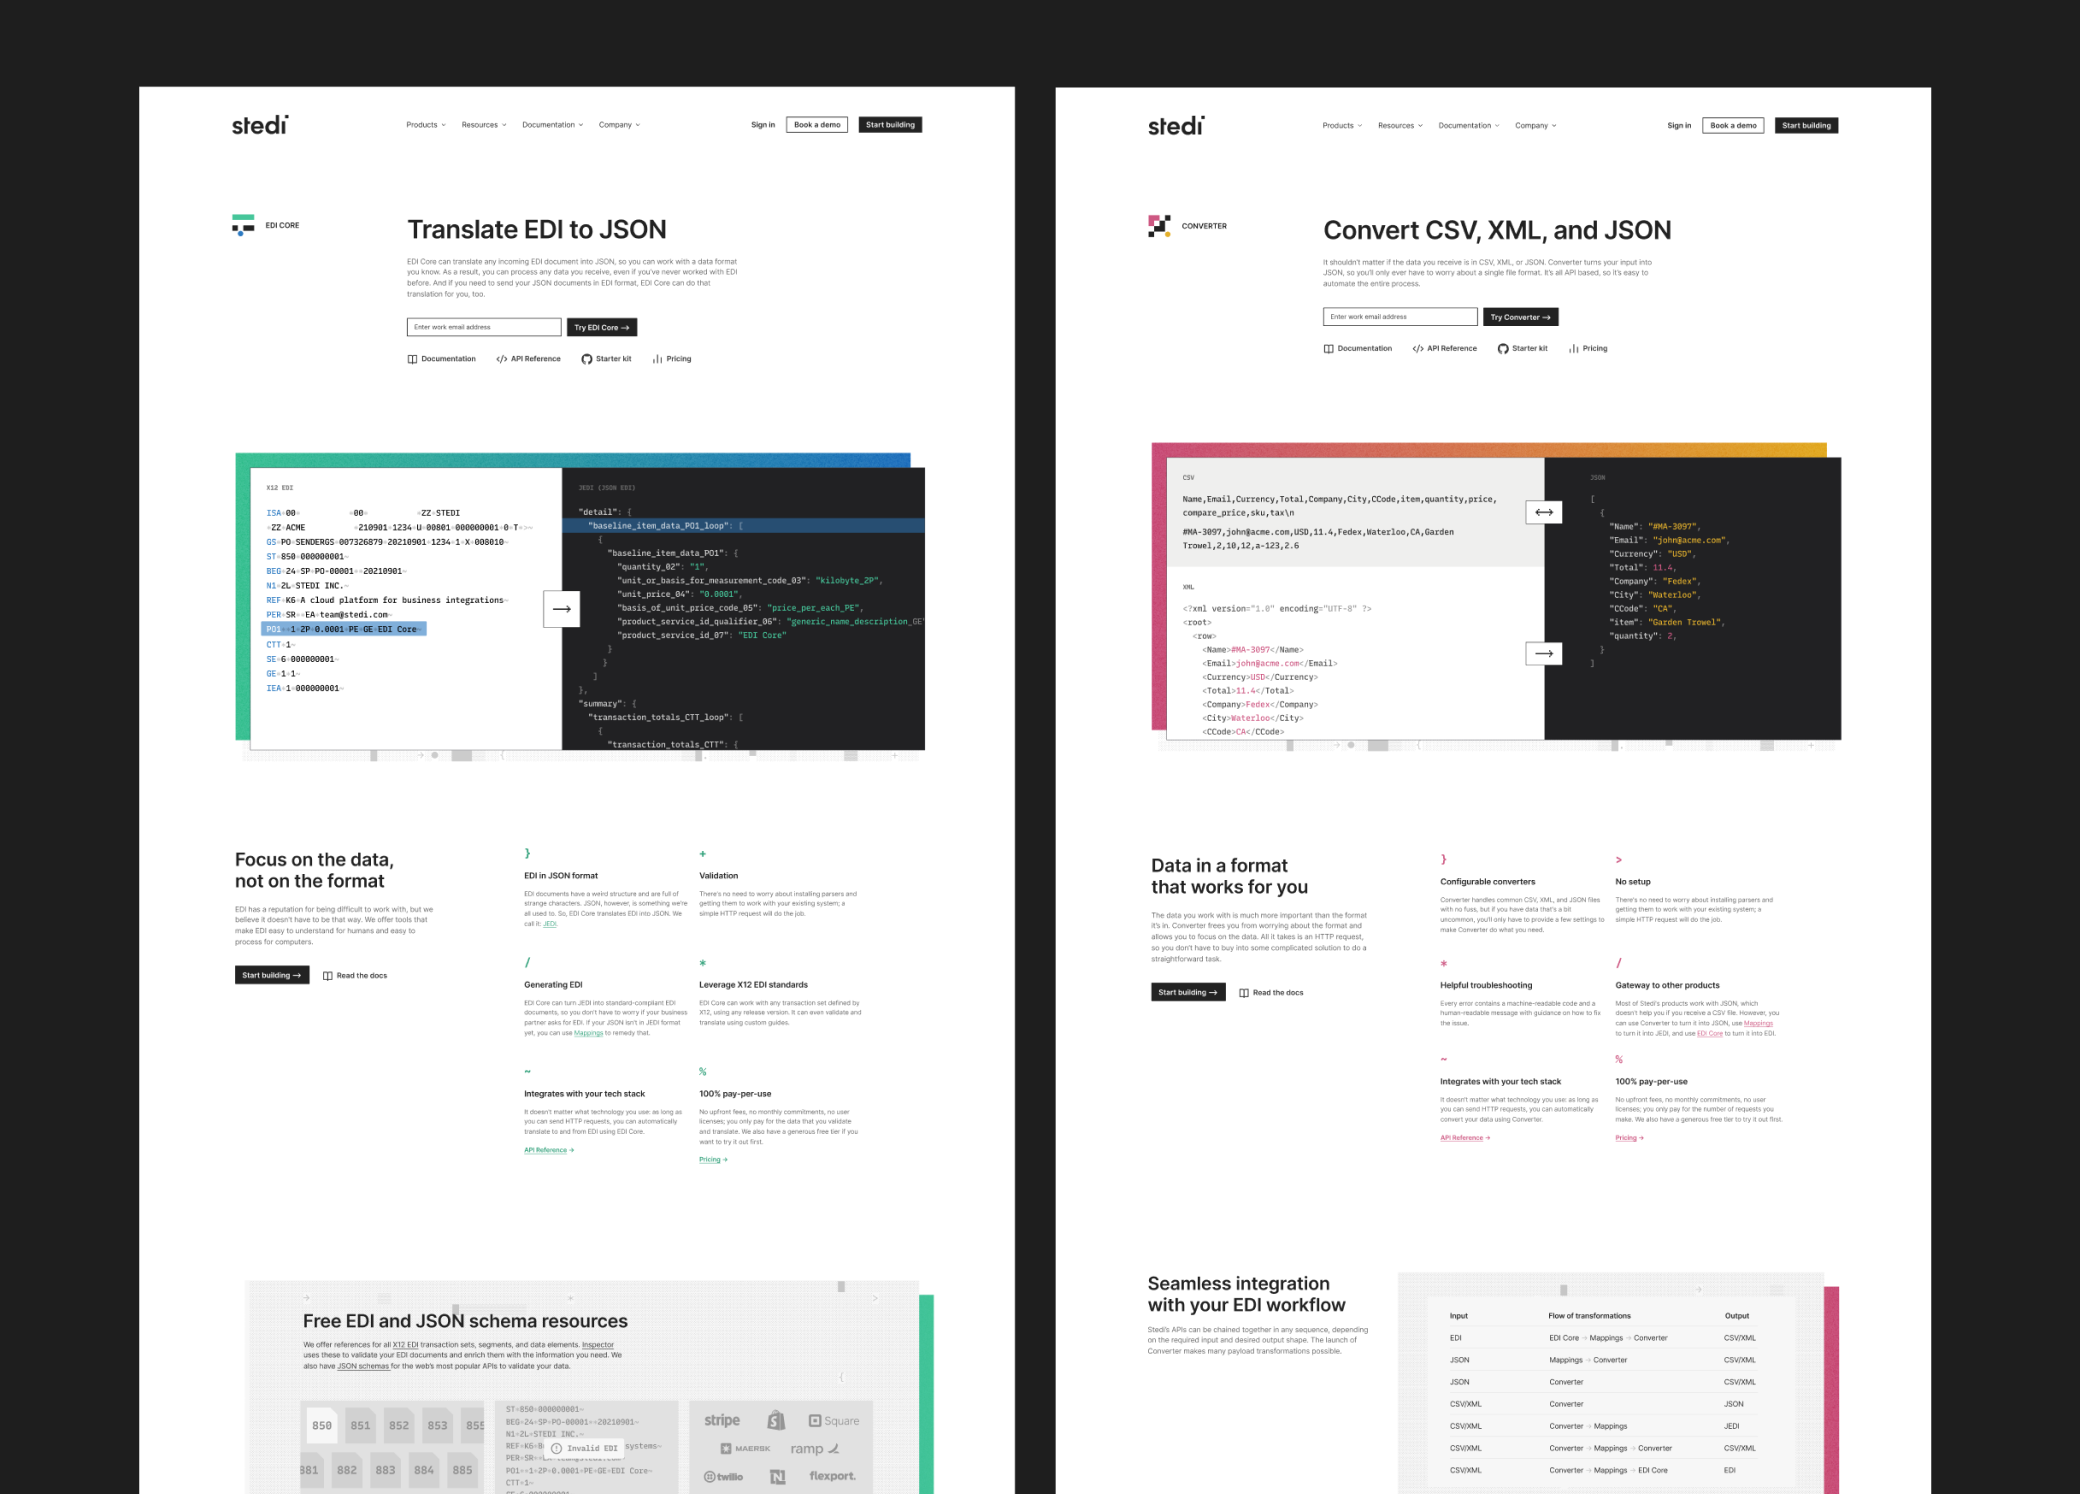 stedi
Products
Resources
Documentation
Company
Sign in
Book a demo
Start building
EDI CORE
Translate EDI to JSON
EDI Core can translate any incoming EDI document into JSON, so you can work with a data format
you know. As a result, you can process any data you receive, even if you've never worked with EDI
before. And if you need to send your JSON documents in EDI format, EDI Core can do that
translation for you, too.
Enter work email address
Try EDI Core →
Documentation
</> API Reference
Starter kit
Pricing
X12 EDI
ISA*00* *00* *ZZ*STEDI
*ZZ*ACME *210901*1234*U*00801*000000001*0*T*<>~
GS*PO*SENDERGS*007326879*20210901*1234*1*X*008010~
ST*850*000000001~
BEG*24*SP*PO-00001**20210901~
N1*2L*STEDI INC.~
REF*K6*A cloud platform for business integrations~
PER*SR**EA*team@stedi.com~
PO1**1*2P*0.0001*PE*GE*EDI Core~
CTT*1~
SE*6*000000001~
GE*1*1~
IEA*1*000000001~
→
JEDI (JSON EDI)
"detail": {
"baseline_item_data_PO1_loop": [
{
"baseline_item_data_PO1": {
"quantity_02": "1",
"unit_or_basis_for_measurement_code_03": "kilobyte_2P",
"unit_price_04": "0.0001",
"basis_of_unit_price_code_05": "price_per_each_PE",
"product_service_id_qualifier_06": "generic_name_description_GE"
"product_service_id_07": "EDI Core"
}
}
]
},
"summary": {
"transaction_totals_CTT_loop": [
{
"transaction_totals_CTT": {
Focus on the data,
not on the format
EDI has a reputation for being difficult to work with, but we
believe it doesn't have to be that way. We offer tools that
make EDI easy to understand for humans and easy to
process for computers.
Start building →
Read the docs
}
EDI in JSON format
EDI documents have a weird structure and are full of
strange characters. JSON, however, is something we're
all used to. So, EDI Core translates EDI into JSON. We
call it: JEDI.
+
Validation
There's no need to worry about installing parsers and
getting them to work with your existing system; a
simple HTTP request will do the job.
/
Generating EDI
EDI Core can turn JEDI into standard-compliant EDI
documents, so you don't have to worry if your business
partner asks for EDI. If your JSON isn't in JEDI format
yet, you can use Mappings to remedy that.
*
Leverage X12 EDI standards
EDI Core can work with any transaction set defined by
X12, using any release version. It can even validate and
translate using custom guides.
~
Integrates with your tech stack
It doesn't matter what technology you use: as long as
you can send HTTP requests, you can automatically
translate to and from EDI using EDI Core.
API Reference →
%
100% pay-per-use
No upfront fees, no monthly commitments, no user
licenses; you only pay for the data that you validate
and translate. We also have a generous free tier if you
want to try it out first.
Pricing →
Free EDI and JSON schema resources
We offer references for all X12 EDI transaction sets, segments, and data elements. Inspector
uses these to validate your EDI documents and enrich them with the information you need. We
also have JSON schemas for the web's most popular APIs to validate your data.
850 851 852 853 855
881 882 883 884 885
ST*850*000000001~
BEG*24*SP*PO-00001**20210901~
N1*2L*STEDI INC.~
REF*K6*B systems~
Invalid EDI
PO1**1*2P*0.0001*PE*GE*EDI Core~
CTT*1~
stripe
Square
MAERSK
ramp
twilio
N
flexport.
stedi
Products
Resources
Documentation
Company
Sign in
Book a demo
Start building
CONVERTER
Convert CSV, XML, and JSON
It shouldn't matter if the data you receive is in CSV, XML, or JSON. Converter turns your input into
JSON, so you'll only ever have to worry about a single file format. It's all API based, so it's easy to
automate the entire process.
Enter work email address
Try Converter →
Documentation
</> API Reference
Starter kit
Pricing
CSV
Name,Email,Currency,Total,Company,City,CCode,item,quantity,price,
compare_price,sku,tax\n
#MA-3097,john@acme.com,USD,11.4,Fedex,Waterloo,CA,Garden
Trowel,2,10,12,a-123,2.6
XML
<?xml version="1.0" encoding="UTF-8" ?>
<root>
<row>
<Name>#MA-3097</Name>
<Email>john@acme.com</Email>
<Currency>USD</Currency>
<Total>11.4</Total>
<Company>Fedex</Company>
<City>Waterloo</City>
<CCode>CA</CCode>
↔
→
JSON
[
{
"Name": "#MA-3097",
"Email": "john@acme.com",
"Currency": "USD",
"Total": 11.4,
"Company": "Fedex",
"City": "Waterloo",
"CCode": "CA",
"item": "Garden Trowel",
"quantity": 2,
}
]
Data in a format
that works for you
The data you work with is much more important than the format
it's in. Converter frees you from worrying about the format and
allows you to focus on the data. All it takes is an HTTP request,
so you don't have to buy into some complicated solution to do a
straightforward task.
Start building →
Read the docs
}
Configurable converters
Converter handles common CSV, XML, and JSON files
with no fuss, but if you have data that's a bit
uncommon, you'll only have to provide a few settings to
make Converter do what you need.
>
No setup
There's no need to worry about installing parsers and
getting them to work with your existing system; a
simple HTTP request will do the job.
*
Helpful troubleshooting
Every error contains a machine-readable code and a
human-readable message with guidance on how to fix
the issue.
/
Gateway to other products
Most of Stedi's products work with JSON, which
doesn't help you if you receive a CSV file. However, you
can use Converter to turn it into JSON, use Mappings
to turn it into JEDI, and use EDI Core to turn it into EDI.
~
Integrates with your tech stack
It doesn't matter what technology you use: as long as
you can send HTTP requests, you can automatically
convert your data using Converter.
API Reference →
%
100% pay-per-use
No upfront fees, no monthly commitments, no user
licenses; you only pay for the number of requests you
make. We also have a generous free tier to try it out first.
Pricing →
Seamless integration
with your EDI workflow
Stedi's APIs can be chained together in any sequence, depending
on the required input and desired output shape. The launch of
Converter makes many payload transformations possible.
Input Flow of transformations Output
EDI EDI Core → Mappings → Converter CSV/XML
JSON Mappings → Converter CSV/XML
JSON Converter CSV/XML
CSV/XML Converter JSON
CSV/XML Converter → Mappings JEDI
CSV/XML Converter → Mappings → Converter CSV/XML
CSV/XML Converter → Mappings → EDI Core EDI